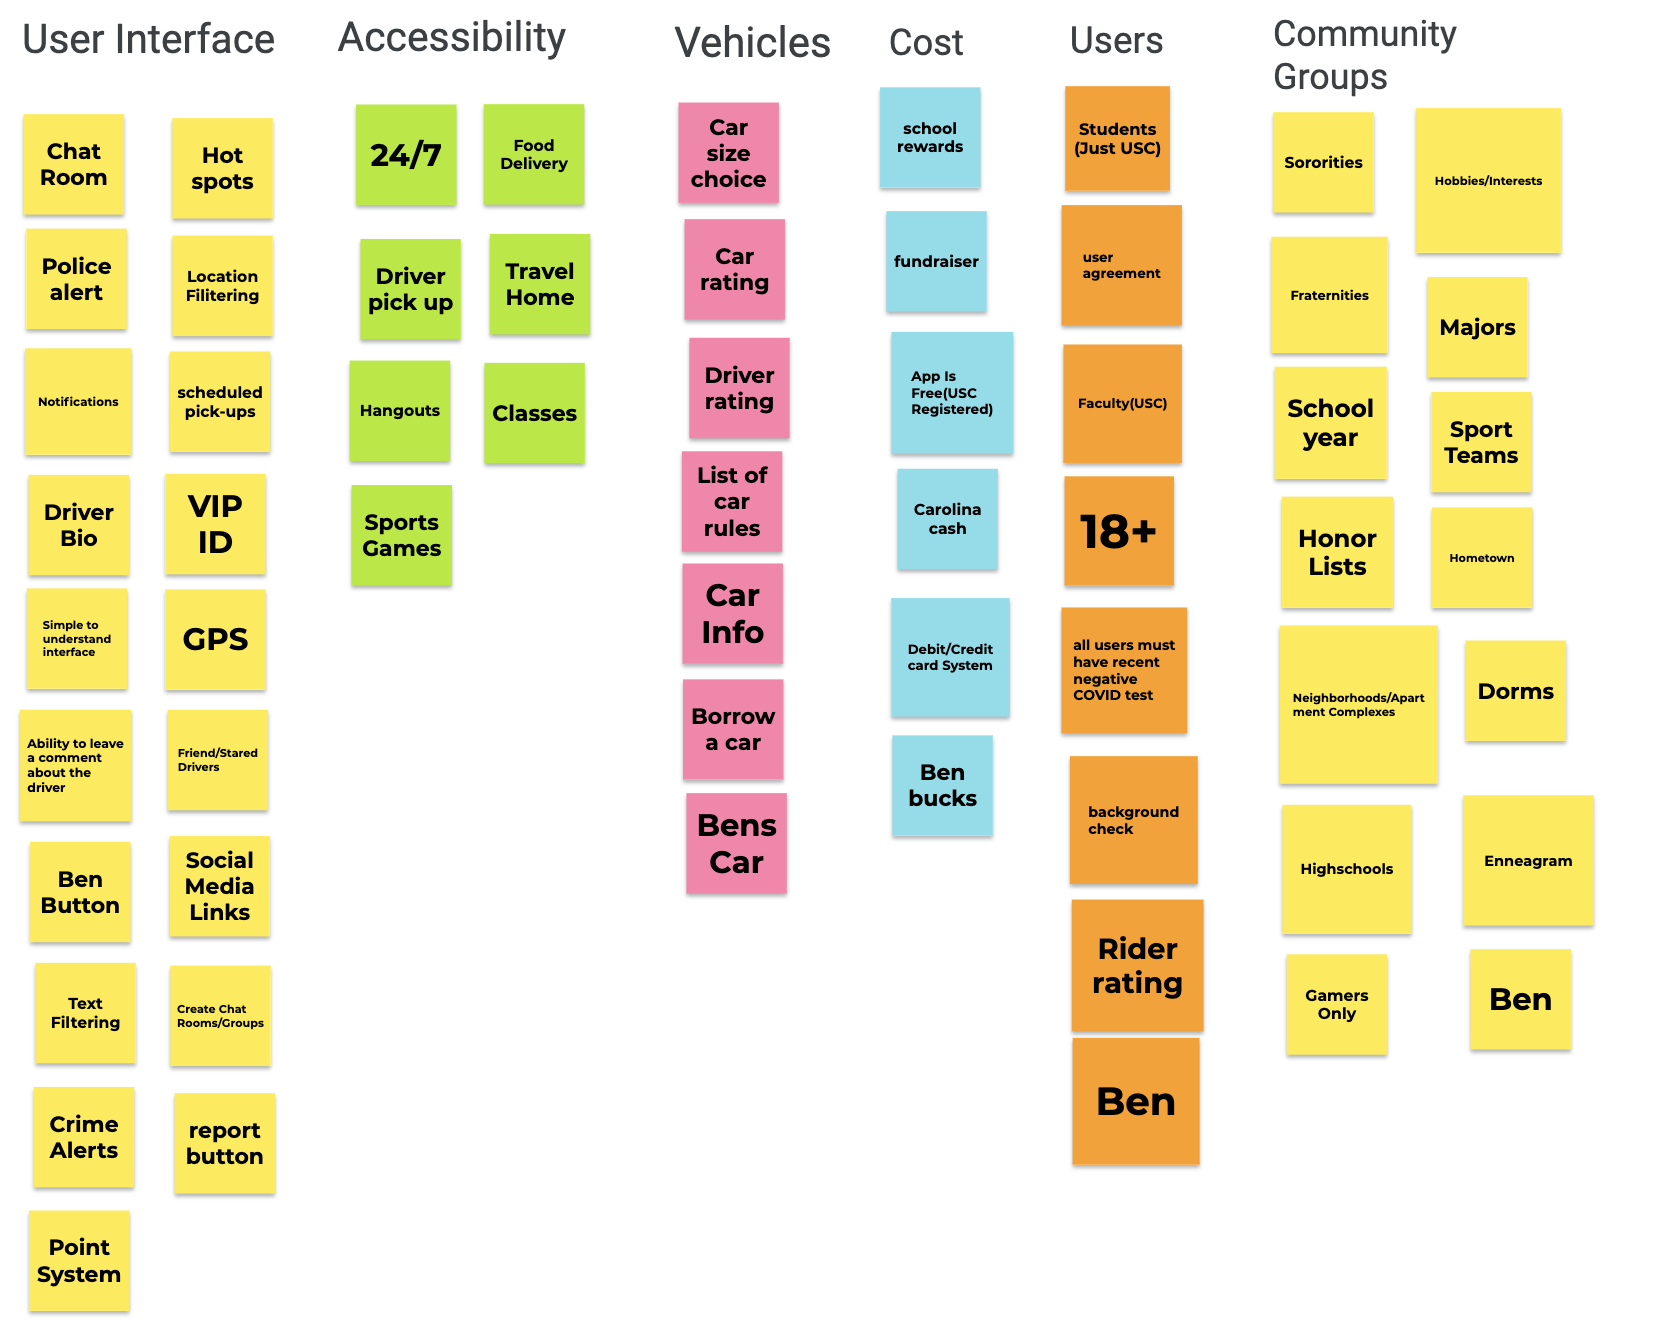 User Interface
Chat
Room
Hot
spots
Police
alert
Location
Filitering
Notifications
scheduled
pick-ups
Driver
Bio
VIP
ID
Simple to
understand
interface
GPS
Ability to leave
a comment
about the
driver
Friend/Stared
Drivers
Ben
Button
Social
Media
Links
Text
Filtering
Create Chat
Rooms/Groups
Crime
Alerts
report
button
Point
System
Accessibility
24/7
Food
Delivery
Driver
pick up
Travel
Home
Hangouts
Classes
Sports
Games
Vehicles
Car
size
choice
Car
rating
Driver
rating
List of
car
rules
Car
Info
Borrow
a car
Bens
Car
Cost
school
rewards
fundraiser
App Is
Free(USC
Registered)
Carolina
cash
Debit/Credit
card System
Ben
bucks
Users
Students
(Just USC)
user
agreement
Faculty(USC)
18+
all users must
have recent
negative
COVID test
background
check
Rider
rating
Ben
Community
Groups
Sororities
Hobbies/Interests
Fraternities
Majors
School
year
Sport
Teams
Honor
Lists
Hometown
Neighborhoods/Apart
ment Complexes
Dorms
Highschools
Enneagram
Gamers
Only
Ben